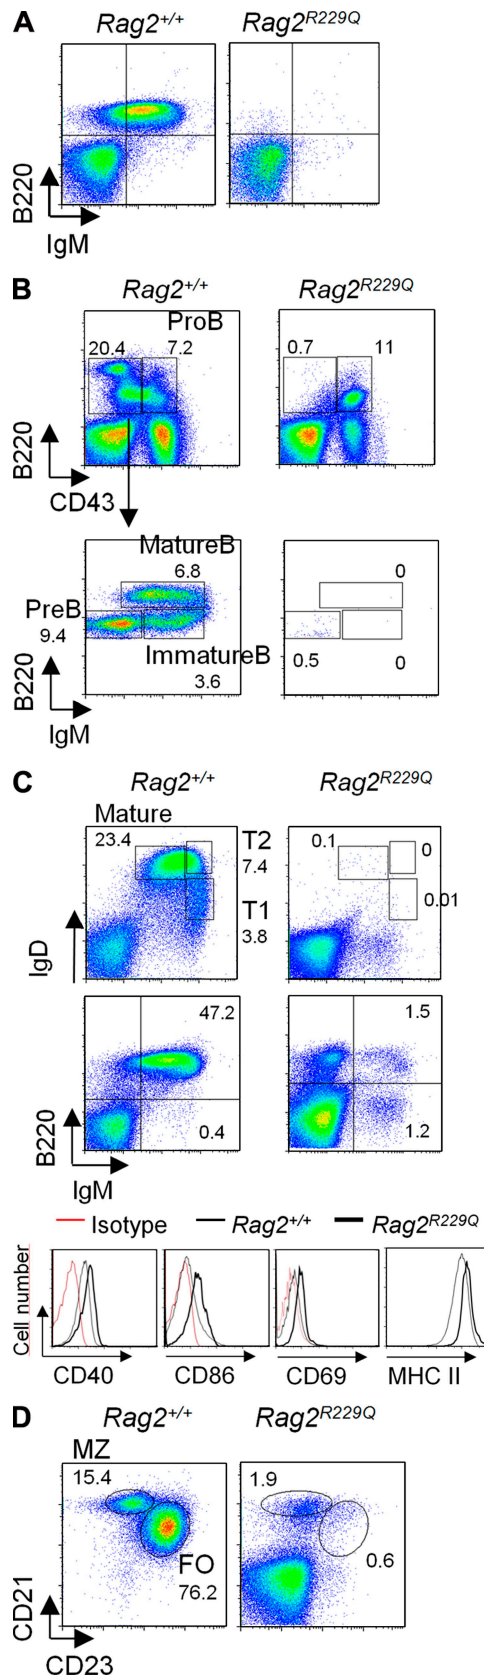 A
Rag2+/+
Rag2R229Q
B220
IgM
B
Rag2+/+
Rag2R229Q
ProB
20.4
7.2
0.7
11
B220
CD43
MatureB
6.8
0
PreB
9.4
ImmatureB
3.6
0.5
0
B220
IgM
C
Rag2+/+
Rag2R229Q
Mature
23.4
T2
7.4
T1
3.8
0.1
0
0.01
IgD
47.2
1.5
0.4
1.2
B220
IgM
Isotype
Rag2+/+
Rag2R229Q
Cell number
CD40
CD86
CD69
MHC II
D
Rag2+/+
Rag2R229Q
MZ
15.4
1.9
FO
76.2
0.6
CD21
CD23